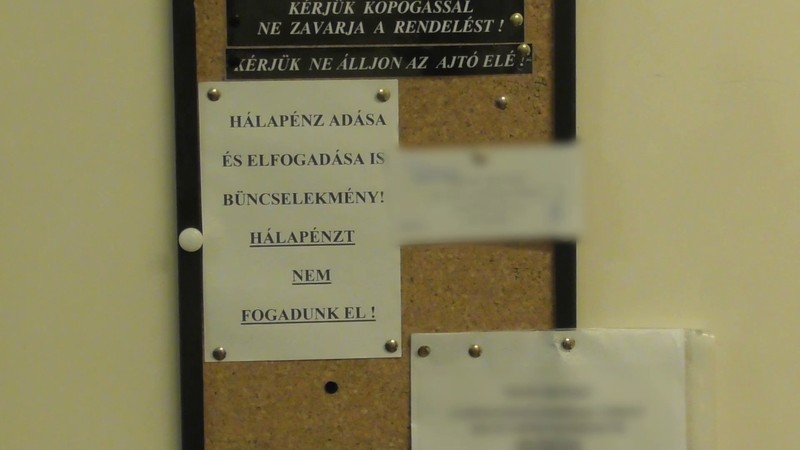 KÉRJÜK KOPOGÁSSAL
NE ZAVARJA A RENDELÉST !
KÉRJÜK NE ÁLLJON AZ AJTÓ ELÉ !
HÁLAPÉNZ ADÁSA
ÉS ELFOGADÁSA IS
BÜNCSELEKMÉNY!
HÁLAPÉNZT
NEM
FOGADUNK EL !